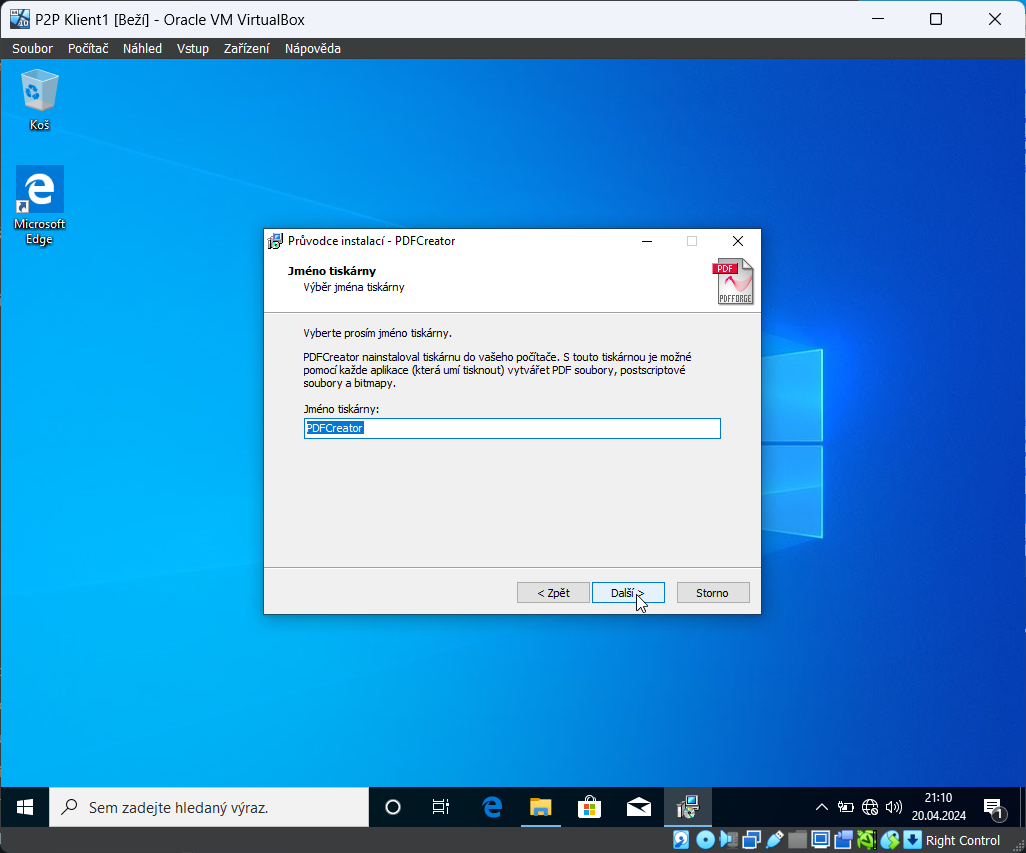 P2P Klient1 [Beží] - Oracle VM VirtualBox
Soubor Počítač Náhled Vstup Zařízení Nápověda
Koš
Microsoft
Edge
Průvodce instalací - PDFCreator
Jméno tiskárny
Výběr jména tiskárny
PDF
PDFFORGE
Vyberte prosím jméno tiskárny.
PDFCreator nainstaloval tiskárnu do vašeho počítače. S touto tiskárnou je možné
pomocí každe aplikace (která umí tisknout) vytvářet PDF soubory, postscriptové
soubory a bitmapy.
Jméno tiskárny:
PDFCreator
< Zpět Další > Storno
Sem zadejte hledaný výraz.
21:10
20.04.2024
1
Right Control